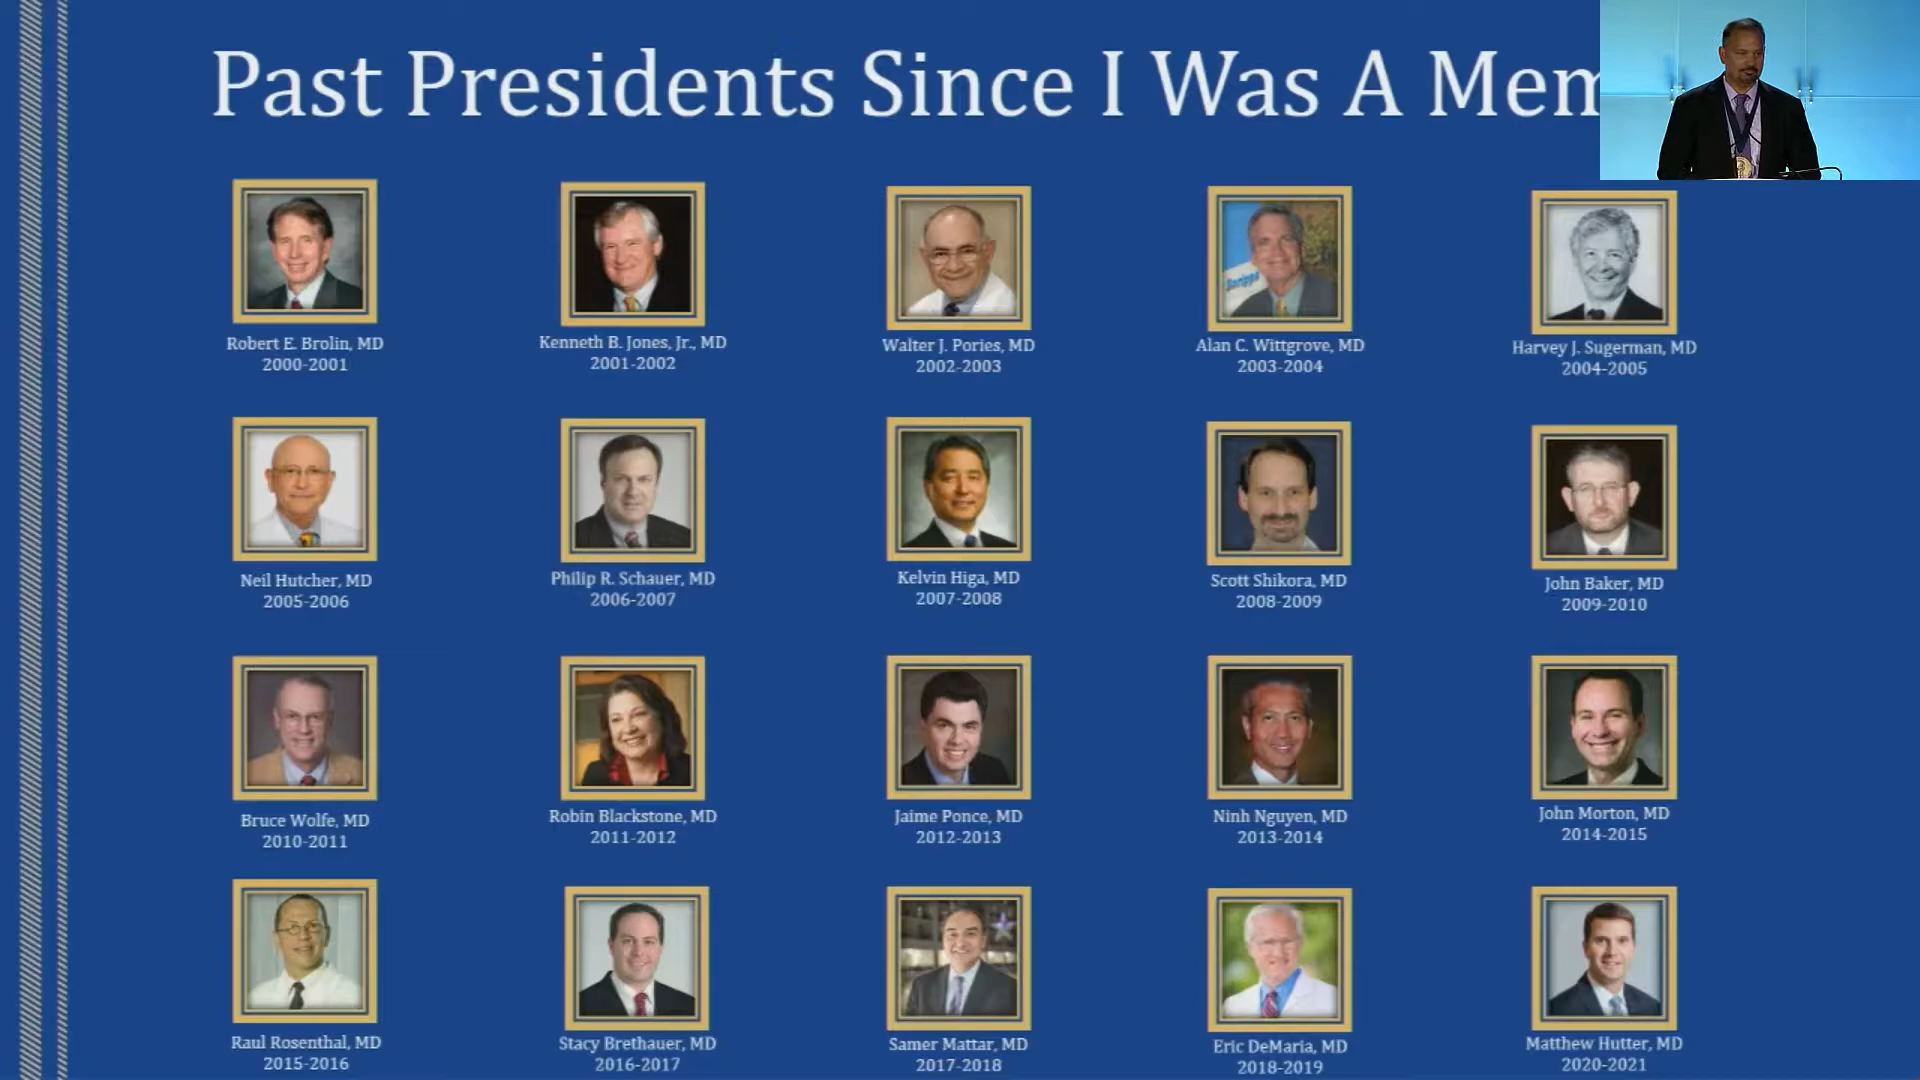 Past Presidents Since I Was A Mem
Robert E. Brolin, MD
2000-2001
Kenneth B. Jones, Jr., MD
2001-2002
Walter J. Pories, MD
2002-2003
Scripps
Alan C. Wittgrove, MD
2003-2004
Harvey J. Sugerman, MD
2004-2005
Neil Hutcher, MD
2005-2006
Philip R. Schauer, MD
2006-2007
Kelvin Higa, MD
2007-2008
Scott Shikora, MD
2008-2009
John Baker, MD
2009-2010
Bruce Wolfe, MD
2010-2011
Robin Blackstone, MD
2011-2012
Jaime Ponce, MD
2012-2013
Ninh Nguyen, MD
2013-2014
John Morton, MD
2014-2015
Raul Rosenthal, MD
2015-2016
Stacy Brethauer, MD
2016-2017
Samer Mattar, MD
2017-2018
Eric DeMaria, MD
2018-2019
Matthew Hutter, MD
2020-2021